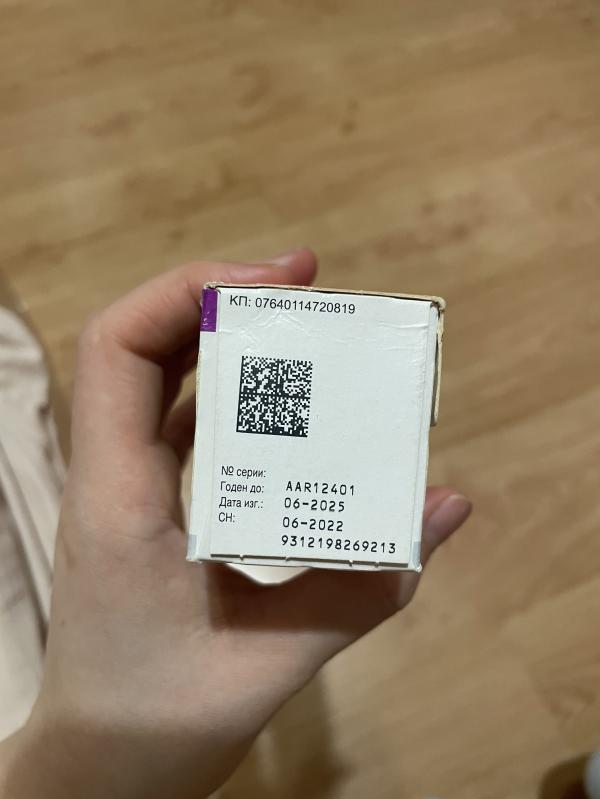 КП: 07640114720819
№ серии:
Годен до: AAR12401
Дата изг.: 06-2025
СН: 06-2022
9312198269213